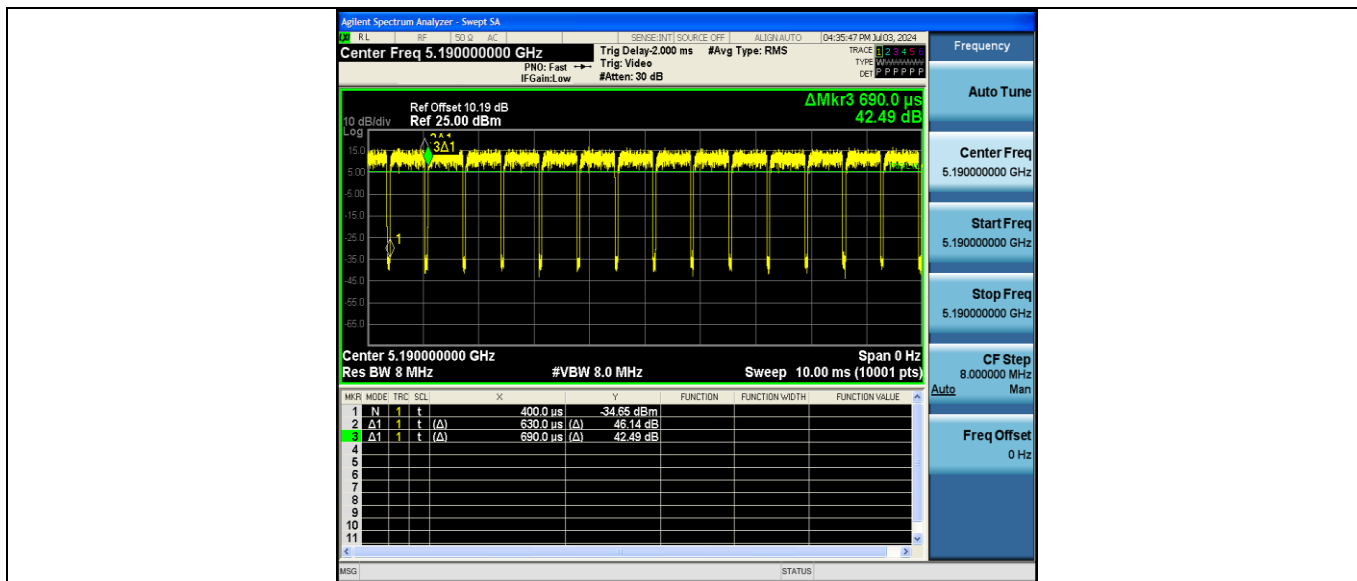 Agilent Spectrum Analyzer - Swept SA
RL RF 50 Ω AC SENSE:INT SOURCE OFF ALIGNAUTO 04:35:47 PM Jul 03, 2024
Center Freq 5.190000000 GHz
PNO: Fast
IFGain:Low
Trig Delay-2.000 ms #Avg Type: RMS
Trig: Video
#Atten: 30 dB
TRACE 1 2 3 4 5 6
TYPE
DET P P P P P P
Frequency
Auto Tune
Center Freq
5.190000000 GHz
Start Freq
5.190000000 GHz
Stop Freq
5.190000000 GHz
CF Step
8.000000 MHz
Auto Man
Freq Offset
0 Hz
ΔMkr3 690.0 µs
42.49 dB
Ref Offset 10.19 dB
10 dB/div Ref 25.00 dBm
Log
3Δ1
15.0
5.00
-5.00
-15.0
-25.0
1
-35.0
-45.0
-55.0
-65.0
Center 5.190000000 GHz Span 0 Hz
Res BW 8 MHz #VBW 8.0 MHz Sweep 10.00 ms (10001 pts)
MKR MODE TRC SCL X Y FUNCTION FUNCTION WIDTH FUNCTION VALUE
1 N 1 t 400.0 µs -34.65 dBm
2 Δ1 1 t (Δ) 630.0 µs (Δ) 46.14 dB
3 Δ1 1 t (Δ) 690.0 µs (Δ) 42.49 dB
4
5
6
7
8
9
10
11
MSG STATUS